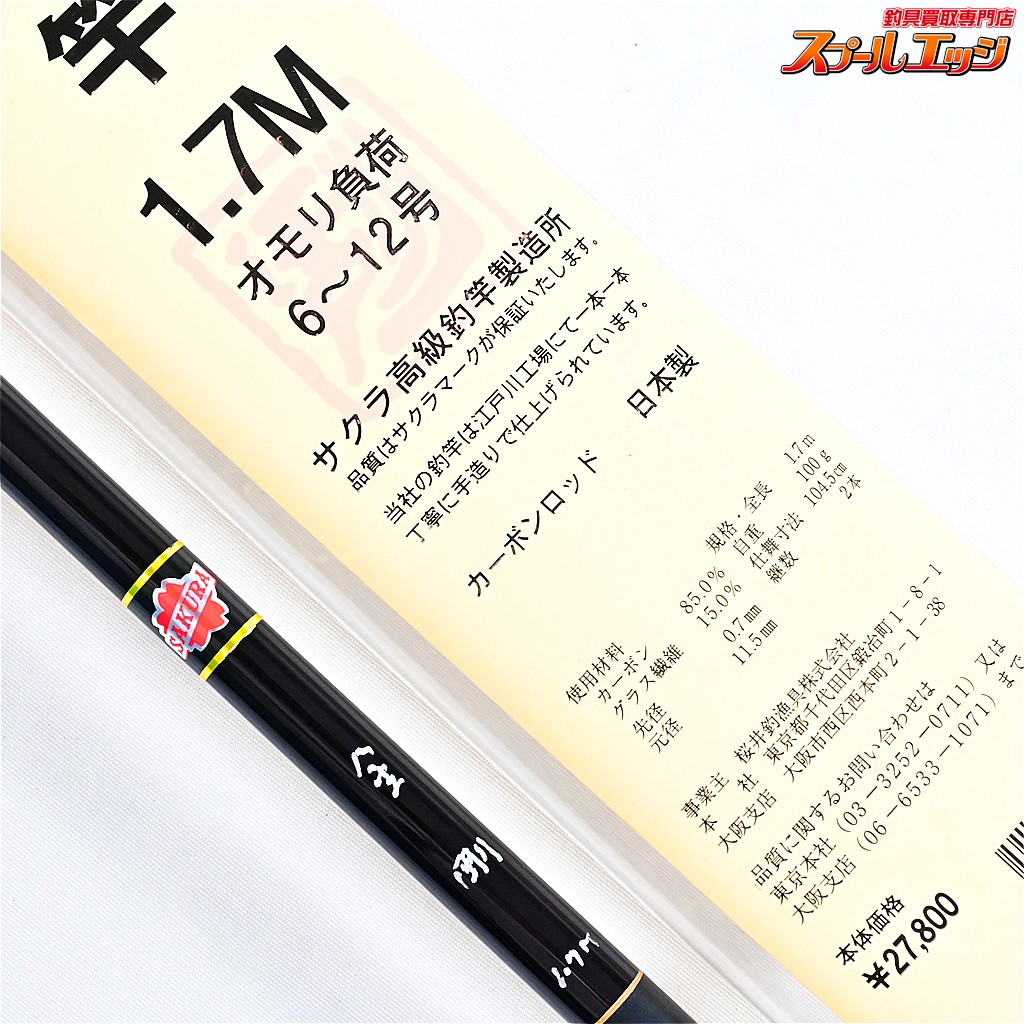 釣具買取専門店
スプールエッジ
竿
1.7M
オモリ負荷
6～12号
サクラ高級釣竿製造所
品質はサクラマークが保証いたします。
当社の釣竿は江戸川工場にて一本一本
丁寧に手造りで仕上げられています。
日本製
カーボンロッド
規格・全長 1.7m
自重 100g
仕舞寸法 104.5cm
継数 2本
使用材料
カーボン 85.0%
グラス繊維 15.0%
先径 0.7mm
元径 11.5mm
事業主 桜井釣漁具株式会社
本社 東京都千代田区鍛治町1-8-1
大阪支店 大阪市西区西本町2-1-38
品質に関するお問い合わせは
東京本社(03-3252-0711)又は
大阪支店(06-6533-1071)まで
本体価格
¥27,800
SAKURA
金剛
1.7M